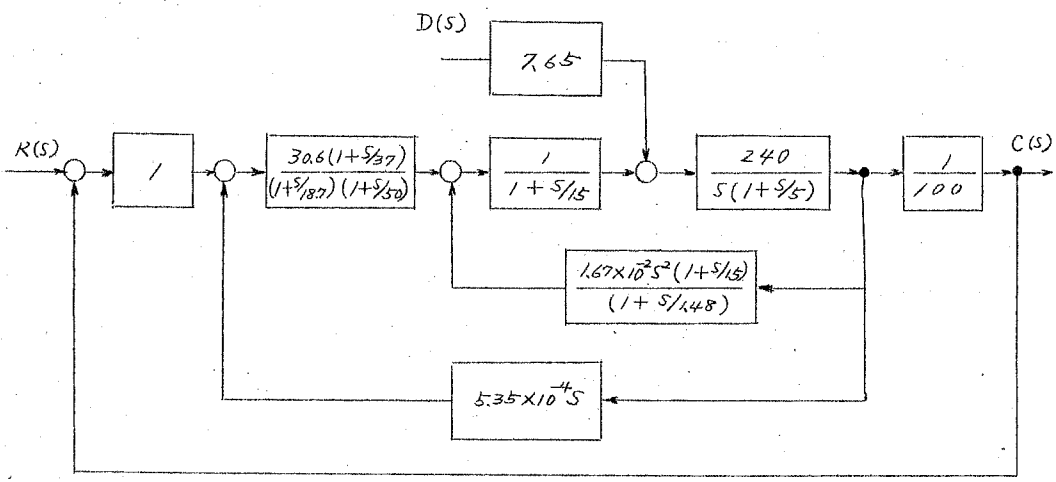 D(S)
7.65
R(S)
C(S)
1
30.6(1+S/37)
(1+S/18.7)(1+S/50)
1
1+S/15
240
S(1+S/5)
1
100
1.67×10⁻²S²(1+S/15)
(1+S/1.48)
5.35×10⁻⁴S